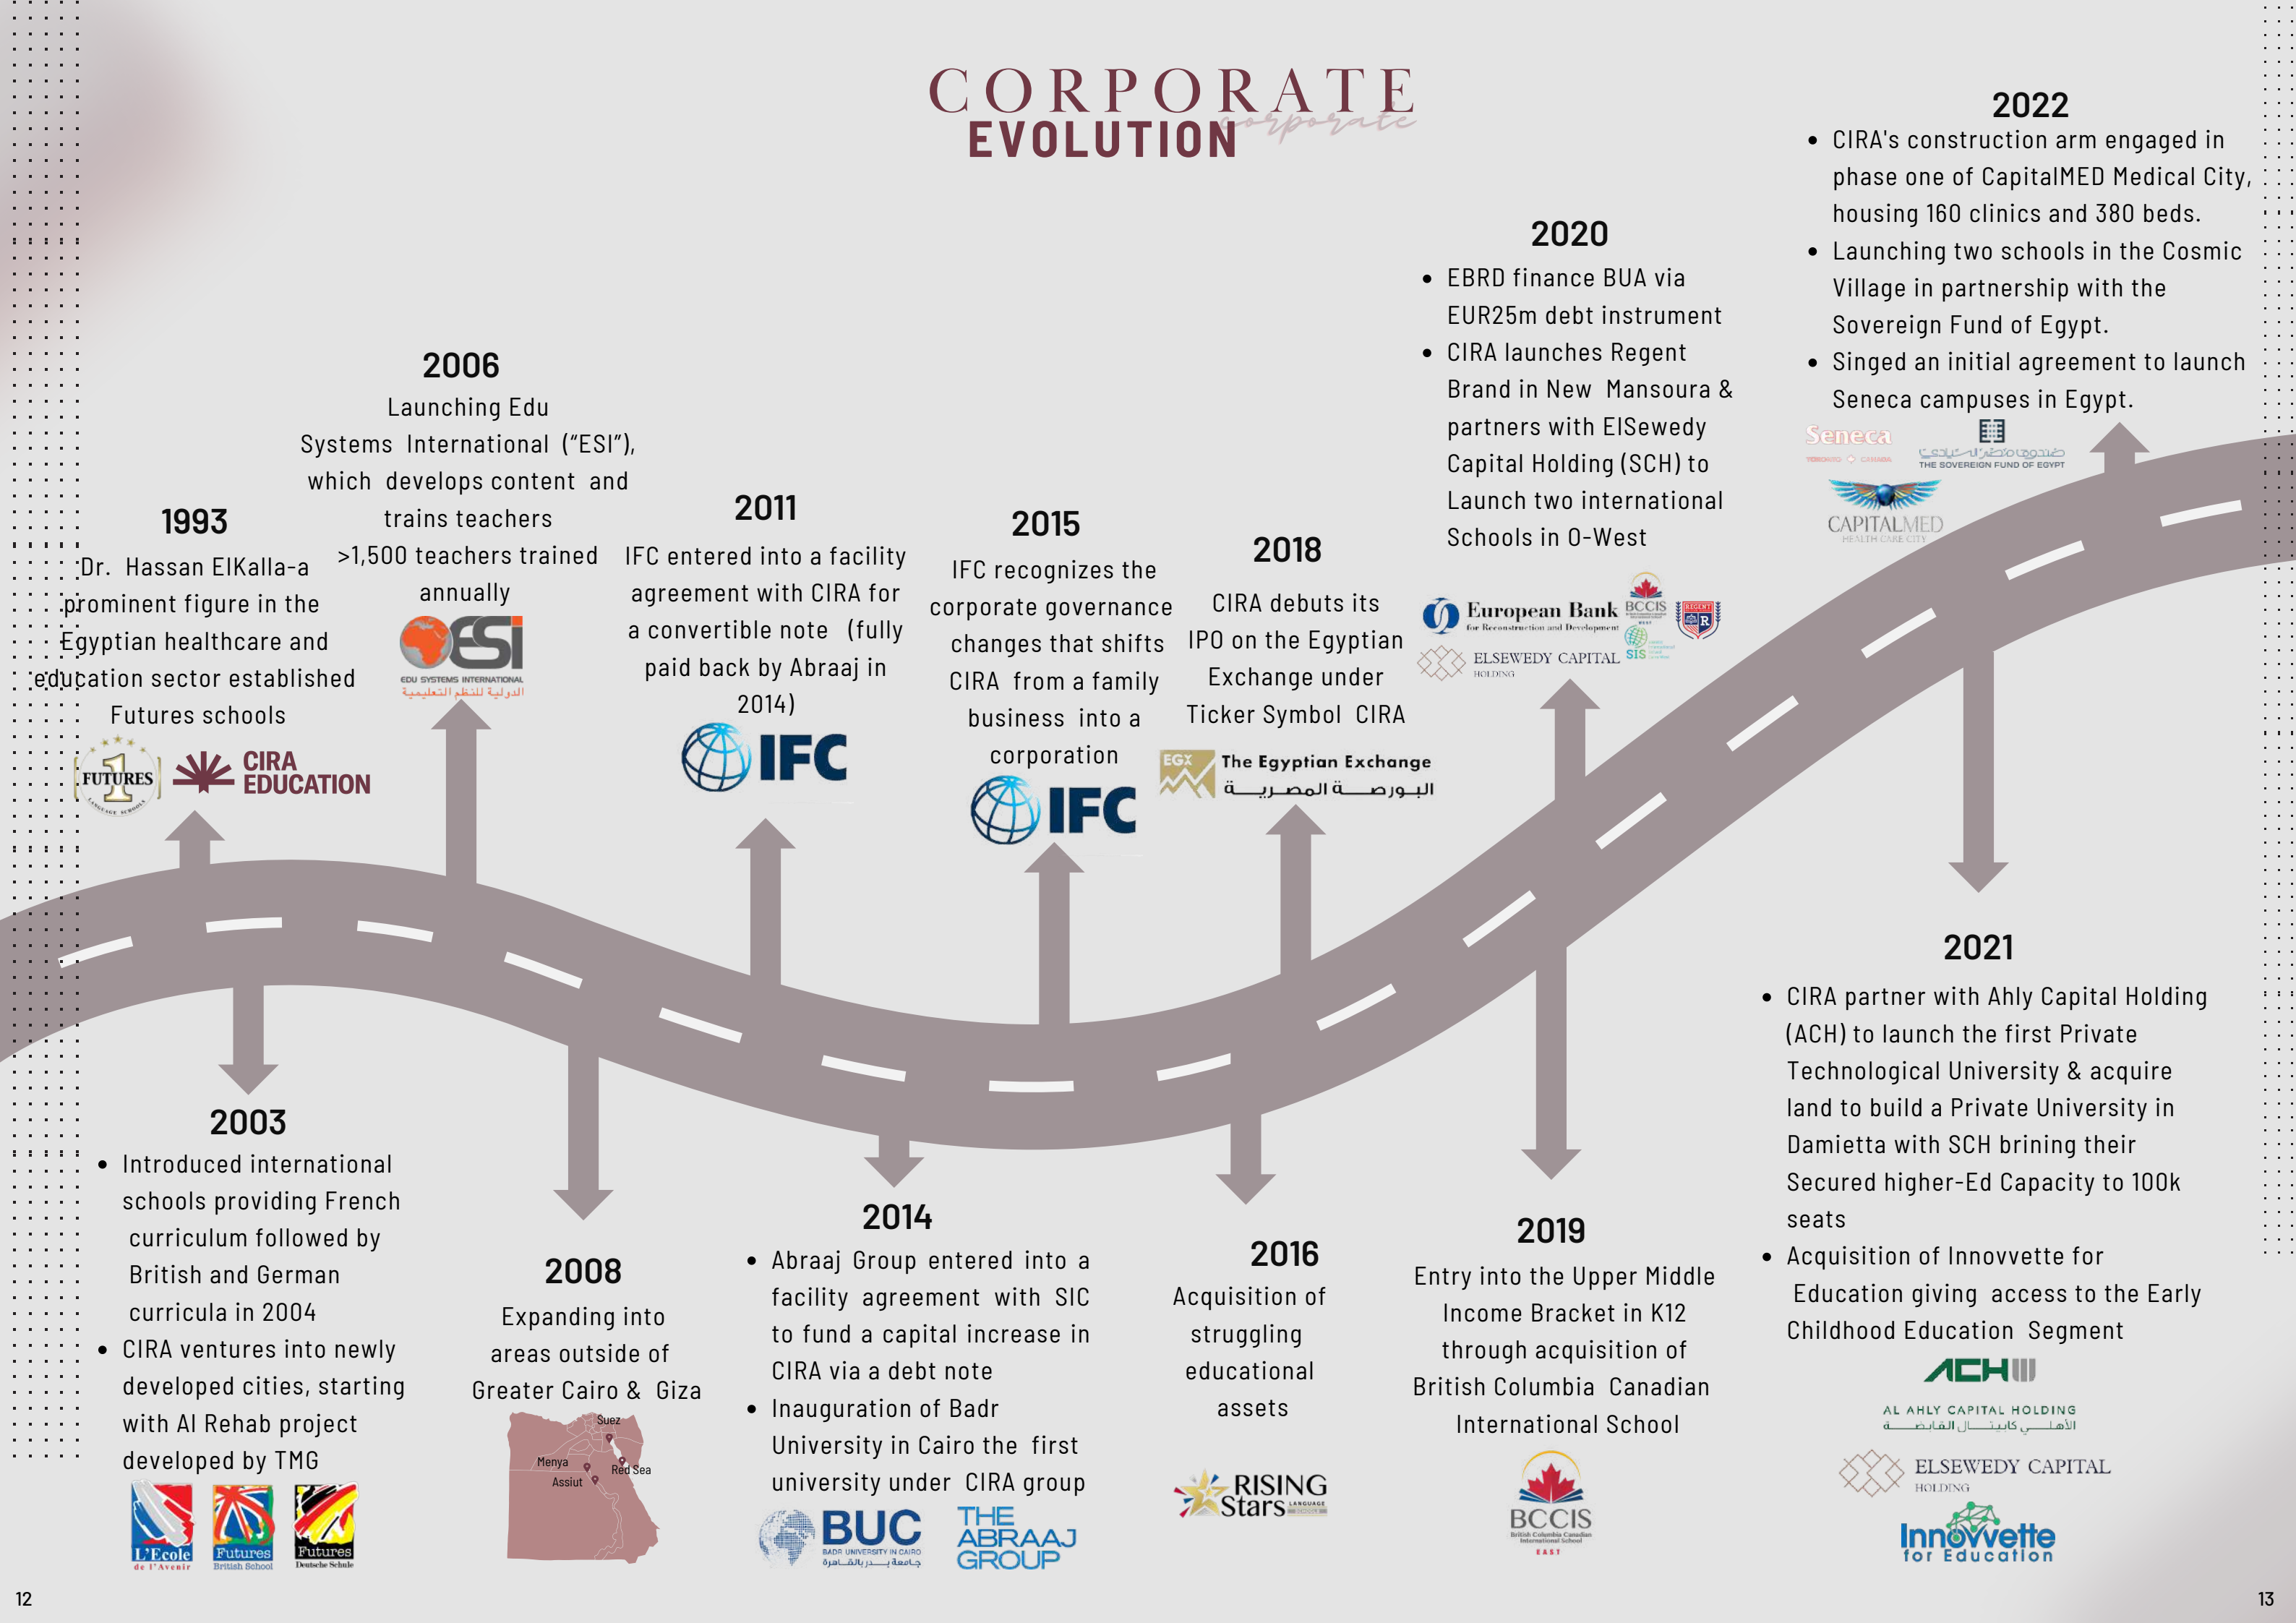 CORPORATE
EVOLUTION
corporate
1993
Dr. Hassan ElKalla-a
prominent figure in the
Egyptian healthcare and
education sector established
Futures schools
FUTURES
1
LANGUAGE SCHOOLS
CIRA
EDUCATION
2006
Launching Edu
Systems International (“ESI”),
which develops content and
trains teachers
>1,500 teachers trained
annually
ESi
EDU SYSTEMS INTERNATIONAL
الدولية للنظم التعليمية
2011
IFC entered into a facility
agreement with CIRA for
a convertible note (fully
paid back by Abraaj in
2014)
IFC
2015
IFC recognizes the
corporate governance
changes that shifts
CIRA from a family
business into a
corporation
IFC
2018
CIRA debuts its
IPO on the Egyptian
Exchange under
Ticker Symbol CIRA
EGX
The Egyptian Exchange
البورصة المصرية
2020
• EBRD finance BUA via
EUR25m debt instrument
• CIRA launches Regent
Brand in New Mansoura &
partners with ElSewedy
Capital Holding (SCH) to
Launch two international
Schools in O-West
European Bank
for Reconstruction and Development
BCCIS
WEST
REGENT
R
SIS
ELSEWEDY CAPITAL
HOLDING
2022
• CIRA's construction arm engaged in
phase one of CapitalMED Medical City,
housing 160 clinics and 380 beds.
• Launching two schools in the Cosmic
Village in partnership with the
Sovereign Fund of Egypt.
• Singed an initial agreement to launch
Seneca campuses in Egypt.
Seneca
TORONTO CANADA
صندوق مصر السيادي
THE SOVEREIGN FUND OF EGYPT
CAPITALMED
HEALTH CARE CITY
2003
• Introduced international
schools providing French
curriculum followed by
British and German
curricula in 2004
• CIRA ventures into newly
developed cities, starting
with Al Rehab project
developed by TMG
L'Ecole
de l'Avenir
Futures
British School
Futures
Deutsche Schule
2008
Expanding into
areas outside of
Greater Cairo & Giza
Suez
Menya
Red Sea
Assiut
2014
• Abraaj Group entered into a
facility agreement with SIC
to fund a capital increase in
CIRA via a debt note
• Inauguration of Badr
University in Cairo the first
university under CIRA group
BUC
BADR UNIVERSITY IN CAIRO
جامعة بدر بالقاهرة
THE
ABRAAJ
GROUP
2016
Acquisition of
struggling
educational
assets
RISING
Stars
LANGUAGE
SCHOOLS
2019
Entry into the Upper Middle
Income Bracket in K12
through acquisition of
British Columbia Canadian
International School
BCCIS
British Columbia Canadian
International School
EAST
2021
• CIRA partner with Ahly Capital Holding
(ACH) to launch the first Private
Technological University & acquire
land to build a Private University in
Damietta with SCH brining their
Secured higher-Ed Capacity to 100k
seats
• Acquisition of Innovvette for
Education giving access to the Early
Childhood Education Segment
ACH
AL AHLY CAPITAL HOLDING
الأهلي كابيتال القابضة
ELSEWEDY CAPITAL
HOLDING
Innovvette
for Education
12
13